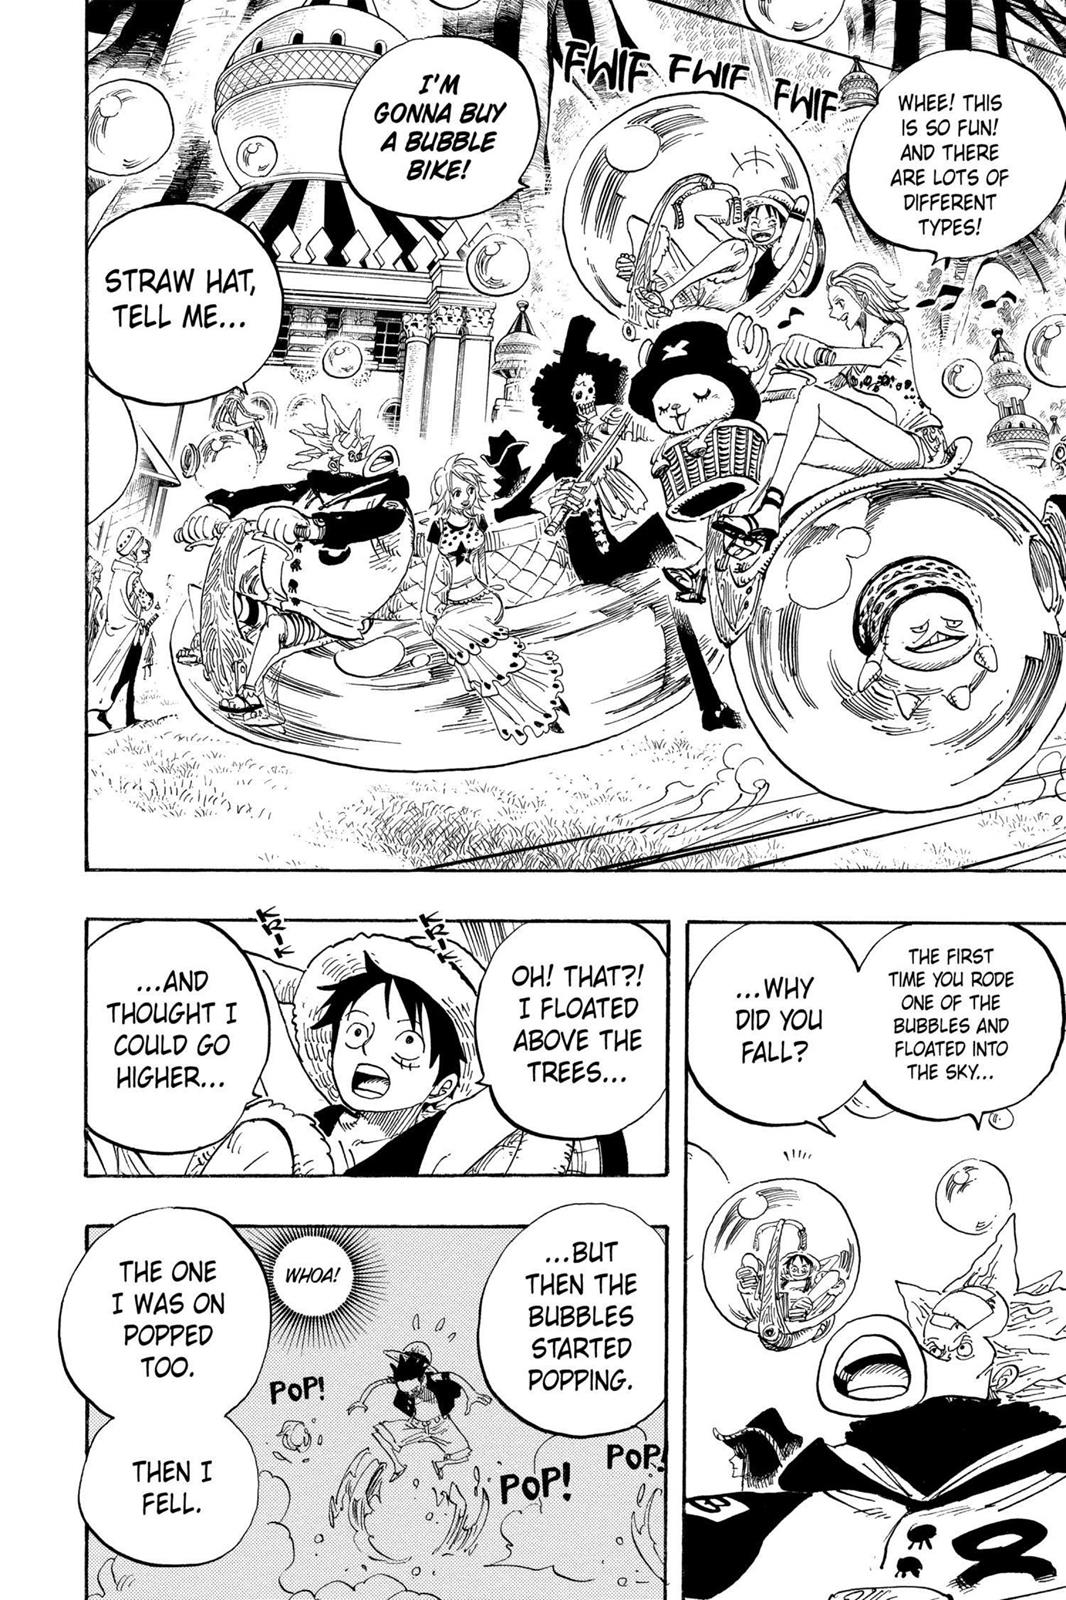 WHEE! THIS
IS SO FUN!
AND THERE
ARE LOTS OF
DIFFERENT
TYPES!
FWIF FWIF FWIF
I'M
GONNA BUY
A BUBBLE
BIKE!
STRAW HAT,
TELL ME...
THE FIRST
TIME YOU RODE
ONE OF THE
BUBBLES AND
FLOATED INTO
THE SKY...
...WHY
DID YOU
FALL?
OH! THAT?!
I FLOATED
ABOVE THE
TREES...
KRIK
KRIK
...AND
THOUGHT I
COULD GO
HIGHER...
...BUT
THEN THE
BUBBLES
STARTED
POPPING.
POP!
POP!
POP!
WHOA!
THE ONE
I WAS ON
POPPED
TOO.
THEN I
FELL.